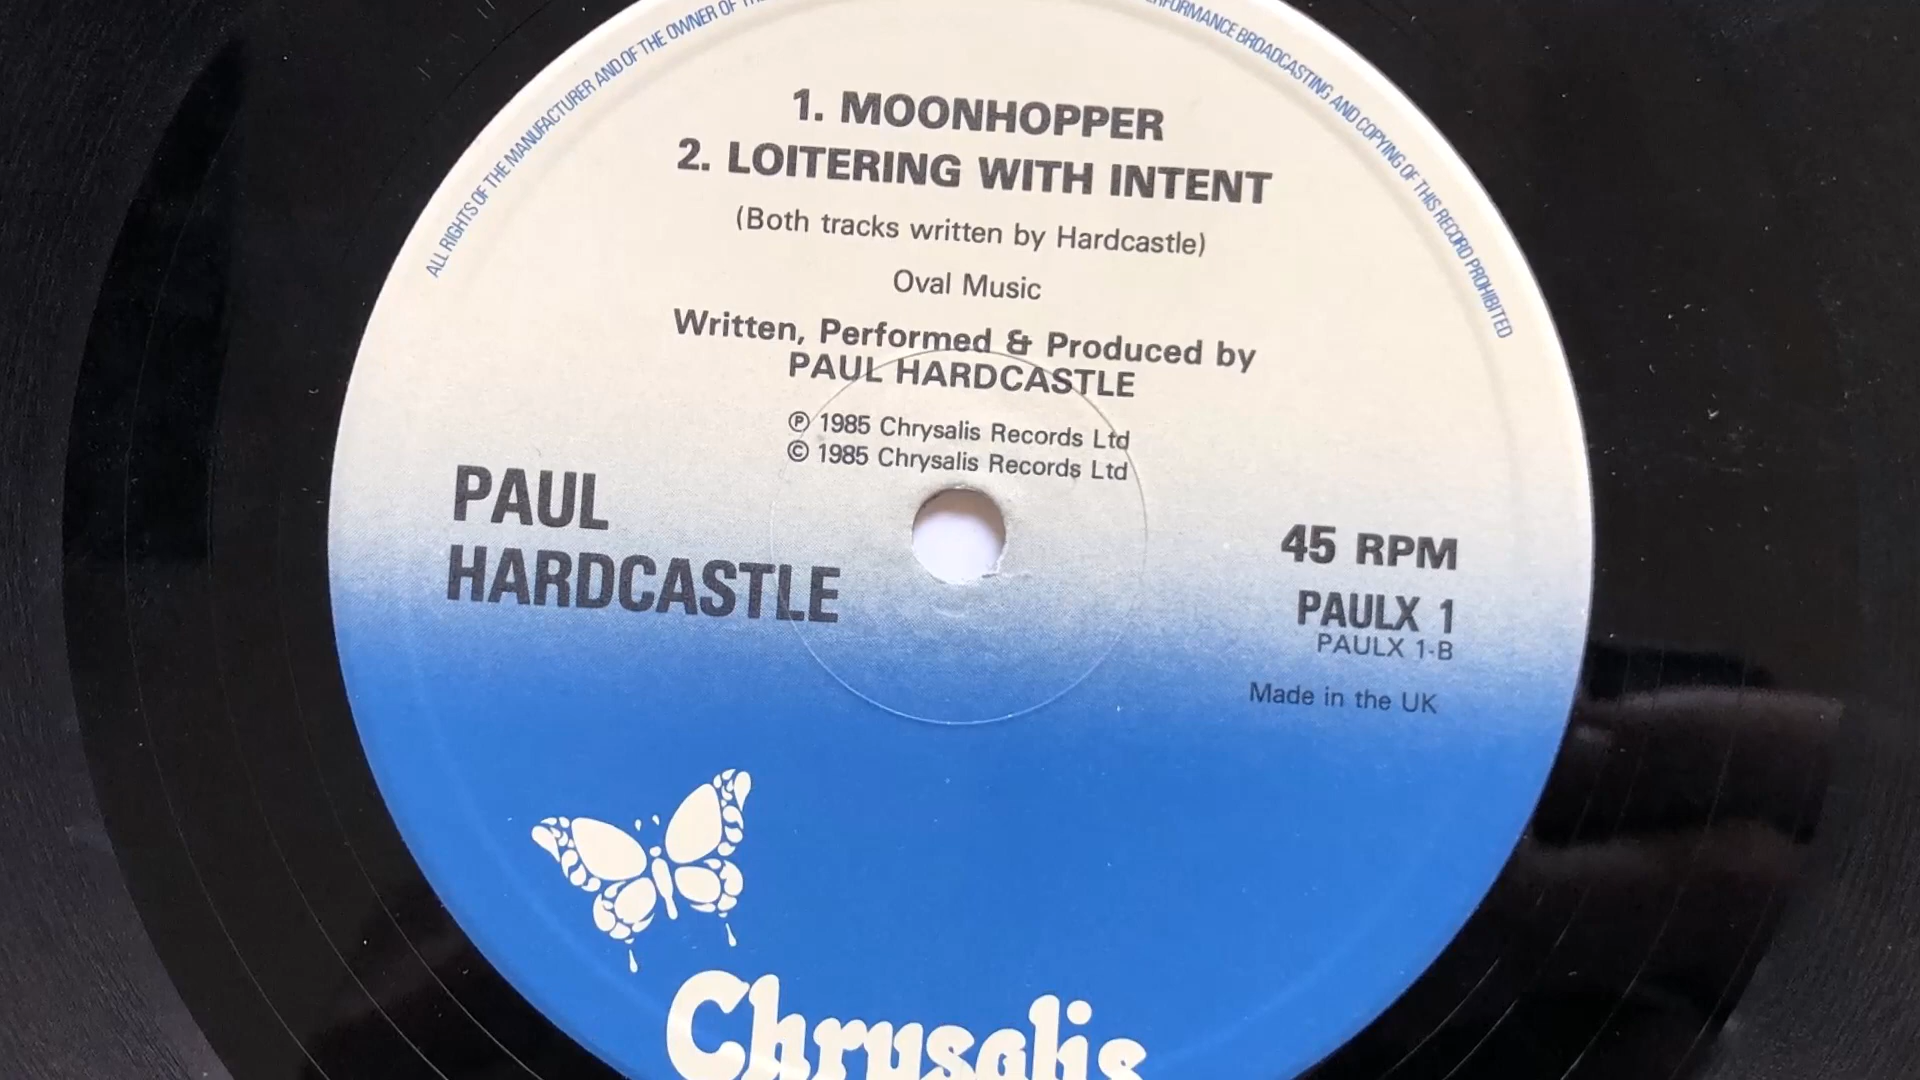 ALL RIGHTS OF THE MANUFACTURER AND OF THE OWNER OF
PERFORMANCE BROADCASTING AND COPYING OF THIS RECORD PROHIBITED
1. MOONHOPPER
2. LOITERING WITH INTENT
(Both tracks written by Hardcastle)
Oval Music
Written, Performed & Produced by
PAUL HARDCASTLE
℗ 1985 Chrysalis Records Ltd
© 1985 Chrysalis Records Ltd
PAUL
HARDCASTLE
45 RPM
PAULX 1
PAULX 1-B
Made in the UK
Chrysalis